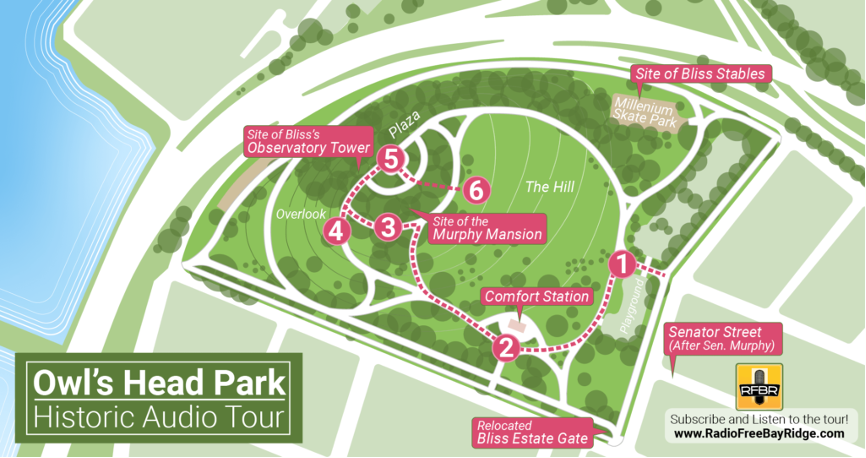 Site of Bliss Stables
Millenium
Skate Park
Plaza
Site of Bliss's
Observatory Tower
5
6
The Hill
Overlook
4
3
Site of the
Murphy Mansion
1
Comfort Station
Playground
2
Senator Street
(After Sen. Murphy)
Owl's Head Park
Historic Audio Tour
RFBR
Subscribe and Listen to the tour!
www.RadioFreeBayRidge.com
Relocated
Bliss Estate Gate